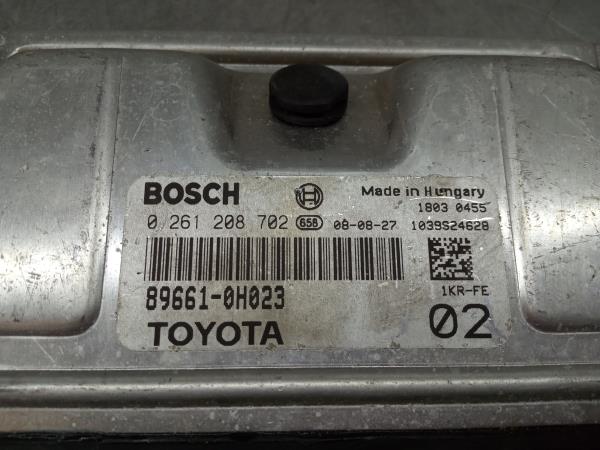 BOSCH Made in Hungary
1803 0455
0 261 208 702 658 08-08-27 1039S24628
89661-0H023 1KR-FE
TOYOTA 02